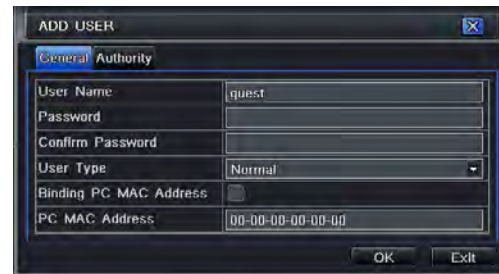 ADD USER
General Authority
User Name guest
Password
Confirm Password
User Type Normal
Binding PC MAC Address
PC MAC Address 00-00-00-00-00-00
OK Exit